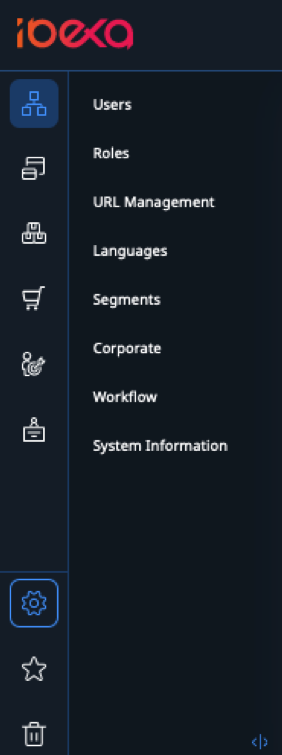 ibexa
Users
Roles
URL Management
Languages
Segments
Corporate
Workflow
System Information